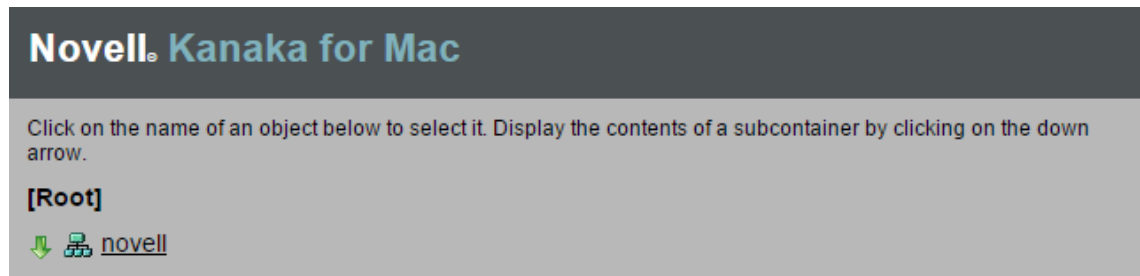 Novell® Kanaka for Mac
Click on the name of an object below to select it. Display the contents of a subcontainer by clicking on the down
arrow.
[Root]
novell